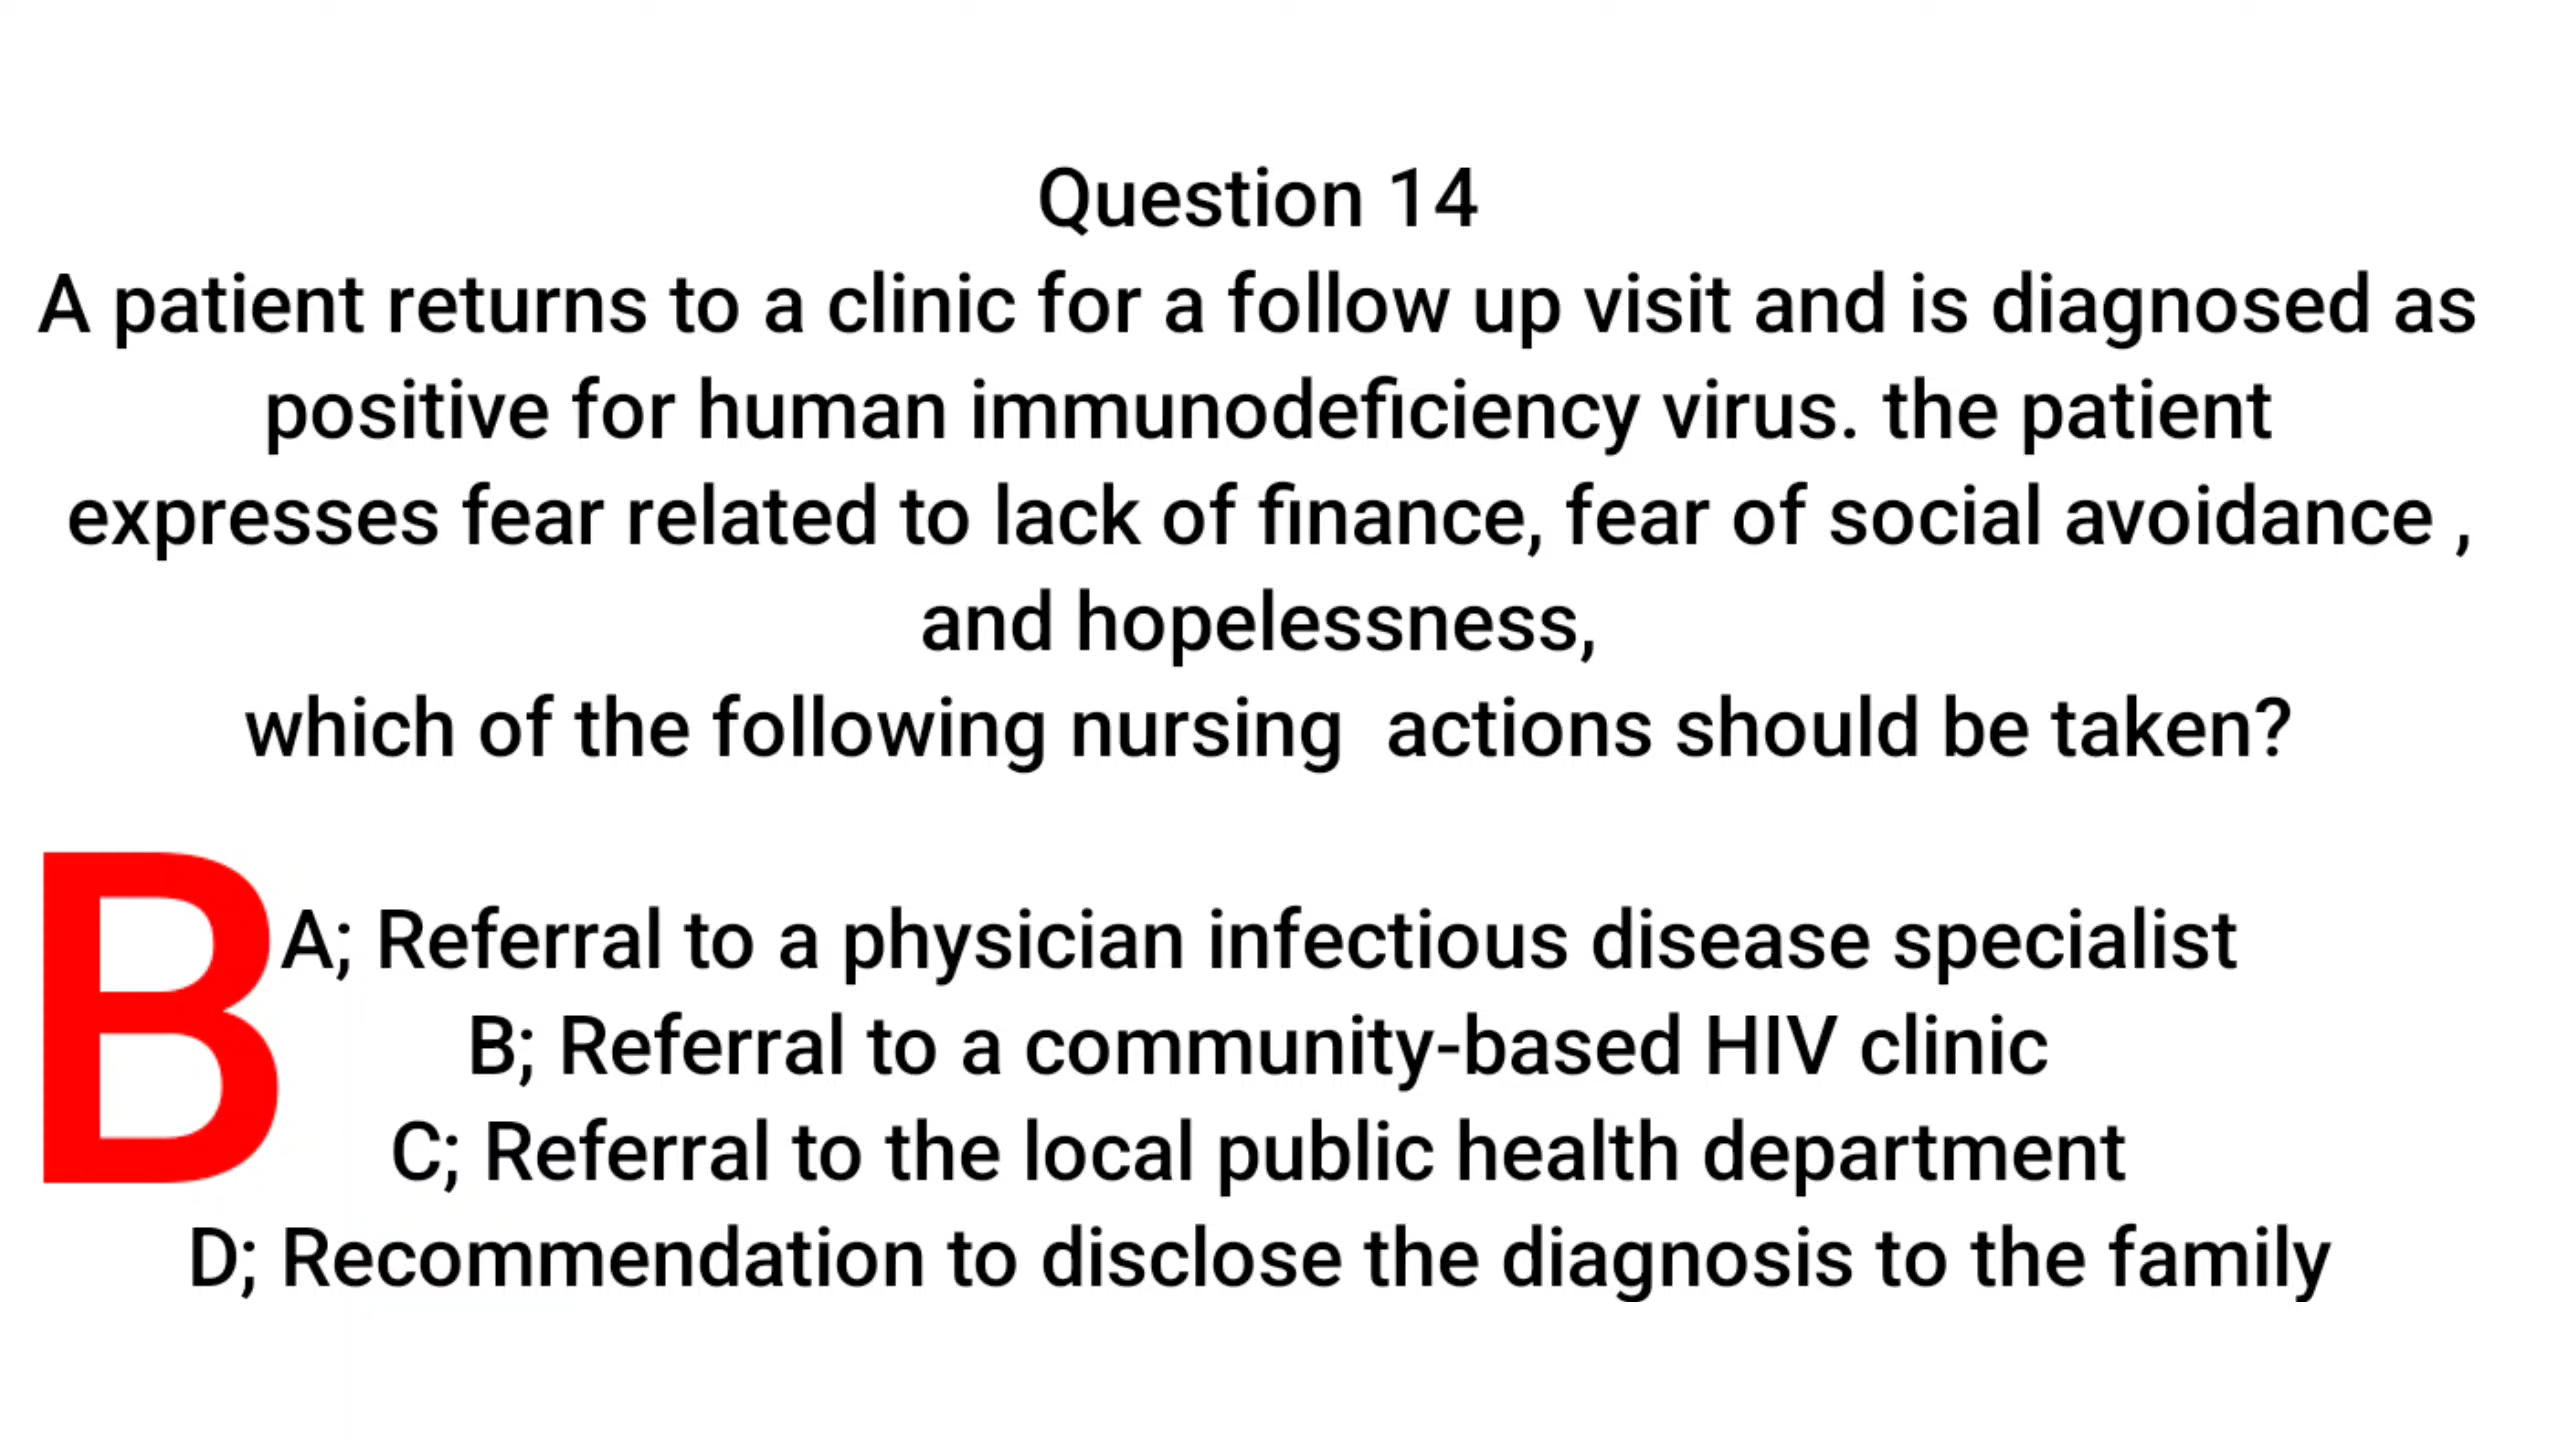 Question 14
A patient returns to a clinic for a follow up visit and is diagnosed as
positive for human immunodeficiency virus. the patient
expresses fear related to lack of finance, fear of social avoidance ,
and hopelessness,
which of the following nursing  actions should be taken?
B
A; Referral to a physician infectious disease specialist
B; Referral to a community-based HIV clinic
C; Referral to the local public health department
D; Recommendation to disclose the diagnosis to the family